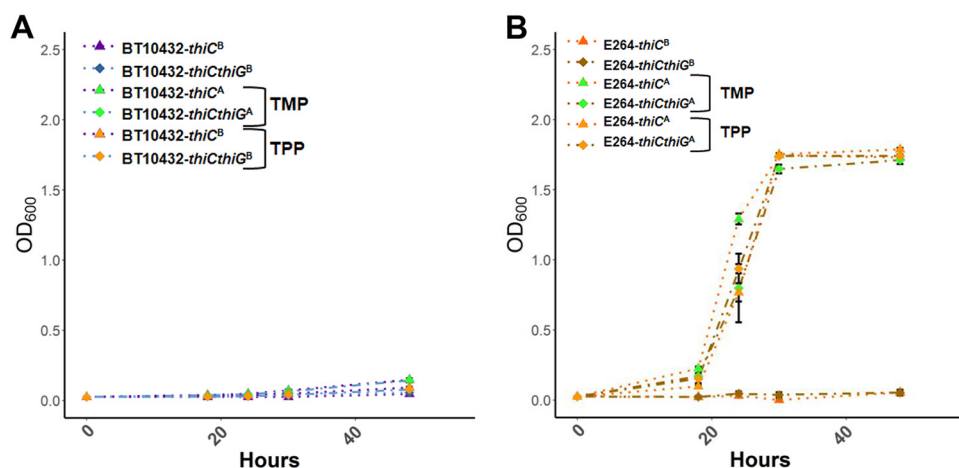 A
BT10432-thiCᴮ
BT10432-thiCthiGᴮ
BT10432-thiCᴬ
BT10432-thiCthiGᴬ
TMP
BT10432-thiCᴮ
BT10432-thiCthiGᴮ
TPP
2.5
2.0
1.5
1.0
0.5
0.0
OD₆₀₀
0
20
40
Hours
B
E264-thiCᴮ
E264-thiCthiGᴮ
E264-thiCᴬ
E264-thiCthiGᴬ
TMP
E264-thiCᴬ
E264-thiCthiGᴬ
TPP
2.5
2.0
1.5
1.0
0.5
0.0
OD₆₀₀
0
20
40
Hours